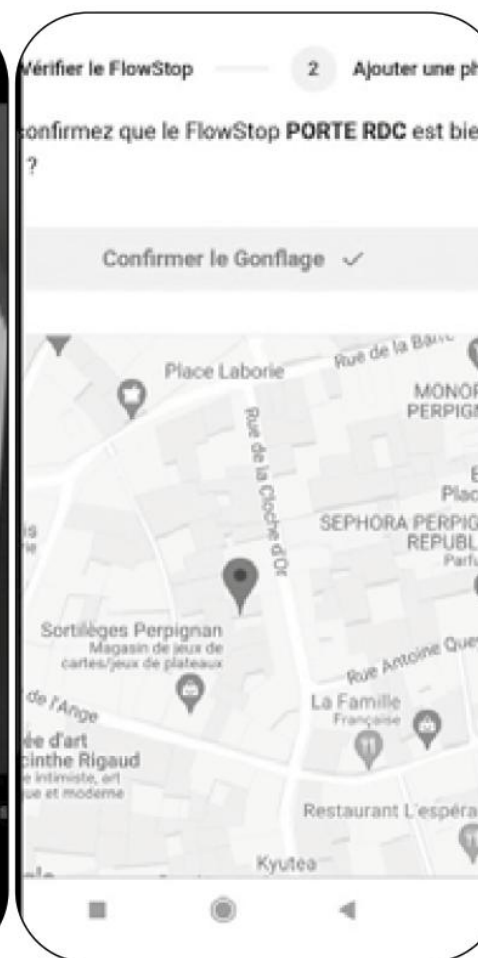 Vérifier le FlowStop 2 Ajouter une ph
confirmez que le FlowStop PORTE RDC est bie
?
Confirmer le Gonflage
Place Laborie
Rue de la Barre
MONOP
PERPIGN
Rue de la Cloche d'Or
Plac
SEPHORA PERPIG
REPUBL
Parfu
Sortilèges Perpignan
Magasin de jeux de
cartes/jeux de plateaux
Rue Antoine Que
de l'Ange
La Famille
Française
ée d'art
cinthe Rigaud
e intimiste, art
ue et moderne
Restaurant L'espéra
Kyutea